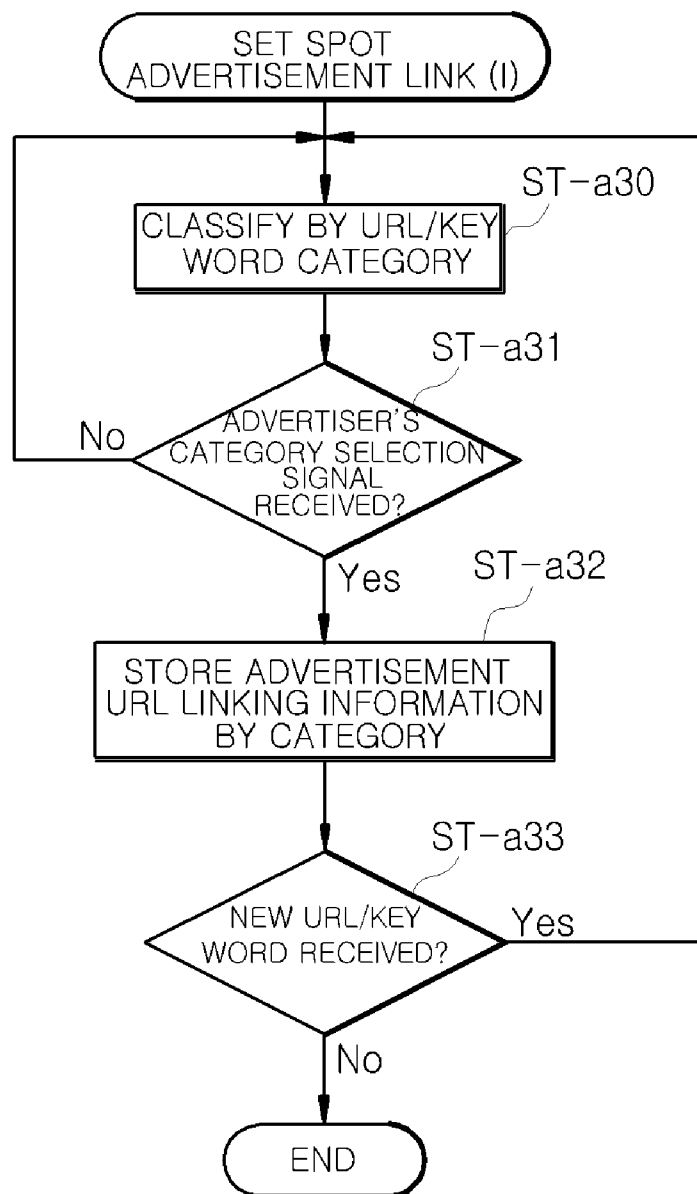 SET SPOT
ADVERTISEMENT LINK (I)
ST-a30
CLASSIFY BY URL/KEY
WORD CATEGORY
ST-a31
ADVERTISER'S
CATEGORY SELECTION
SIGNAL
RECEIVED?
No
Yes
ST-a32
STORE ADVERTISEMENT
URL LINKING INFORMATION
BY CATEGORY
ST-a33
NEW URL/KEY
WORD RECEIVED?
Yes
No
END